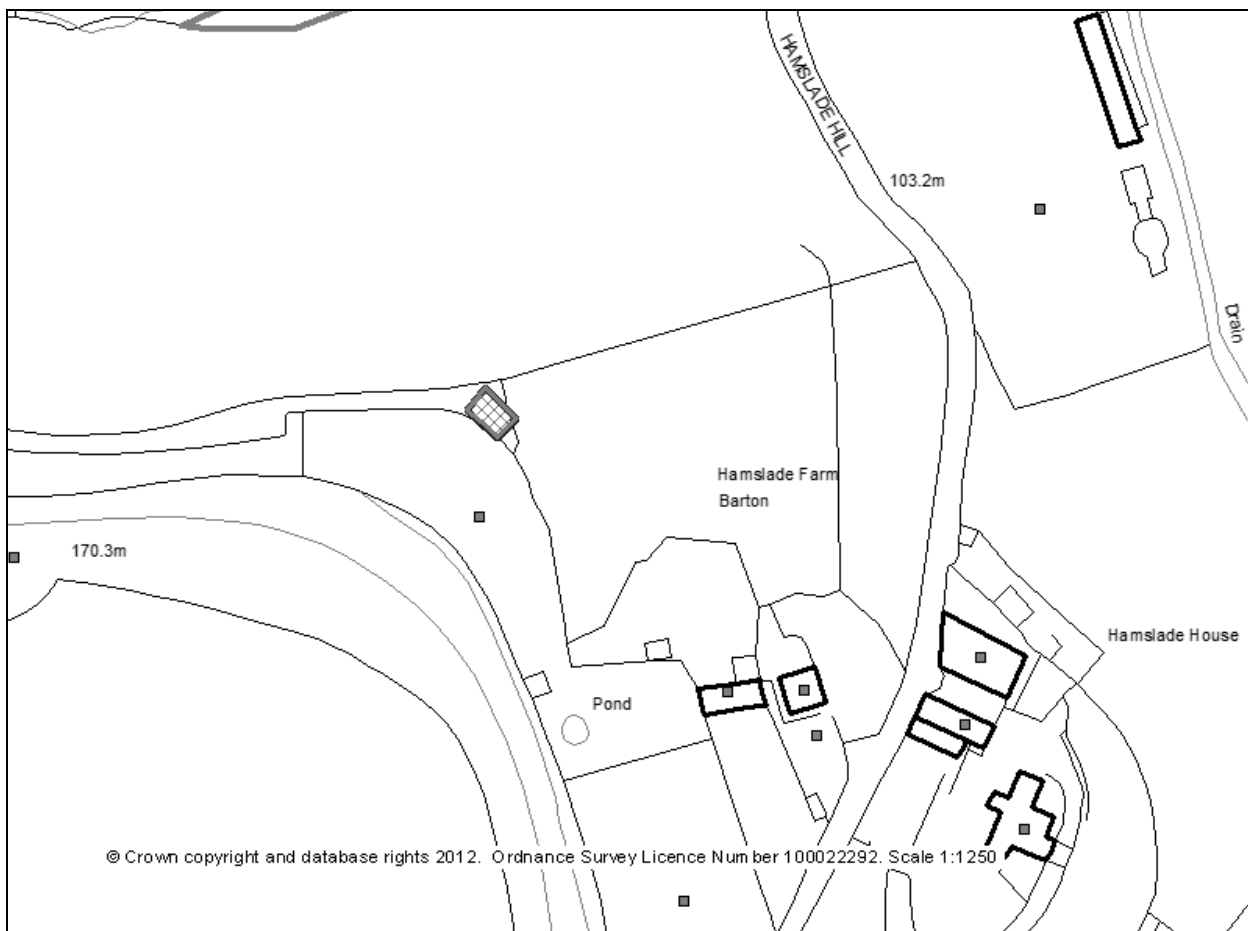 HAMSLADE HILL
103.2m
Drain
Hamslade Farm
Barton
170.3m
Hamslade House
Pond
© Crown copyright and database rights 2012. Ordnance Survey Licence Number 100022292. Scale 1:1250